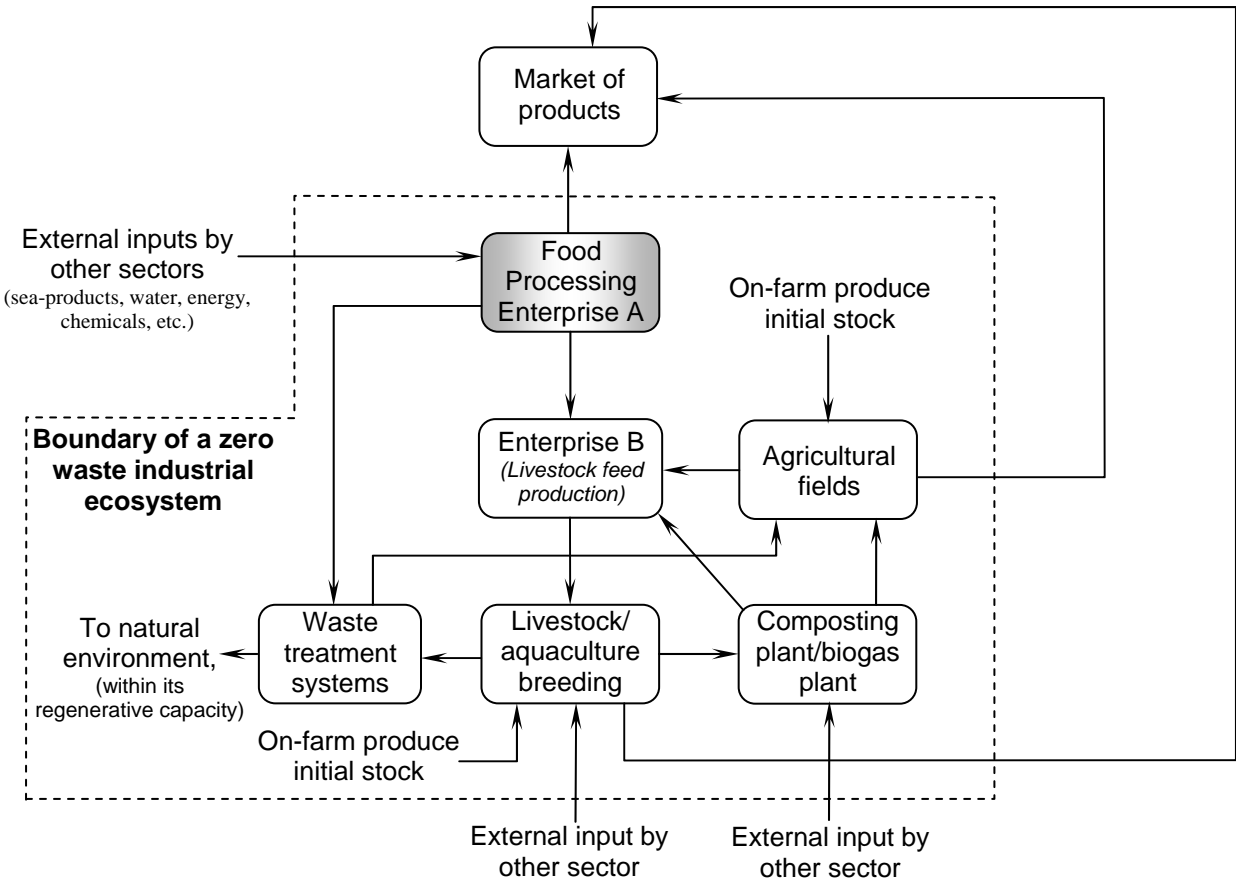 Market of
products
External inputs by
other sectors
(sea-products, water, energy,
chemicals, etc.)
Food
Processing
Enterprise A
On-farm produce
initial stock
Boundary of a zero
waste industrial
ecosystem
Enterprise B
(Livestock feed
production)
Agricultural
fields
To natural
environment,
(within its
regenerative capacity)
Waste
treatment
systems
Livestock/
aquaculture
breeding
Composting
plant/biogas
plant
On-farm produce
initial stock
External input by
other sector
External input by
other sector